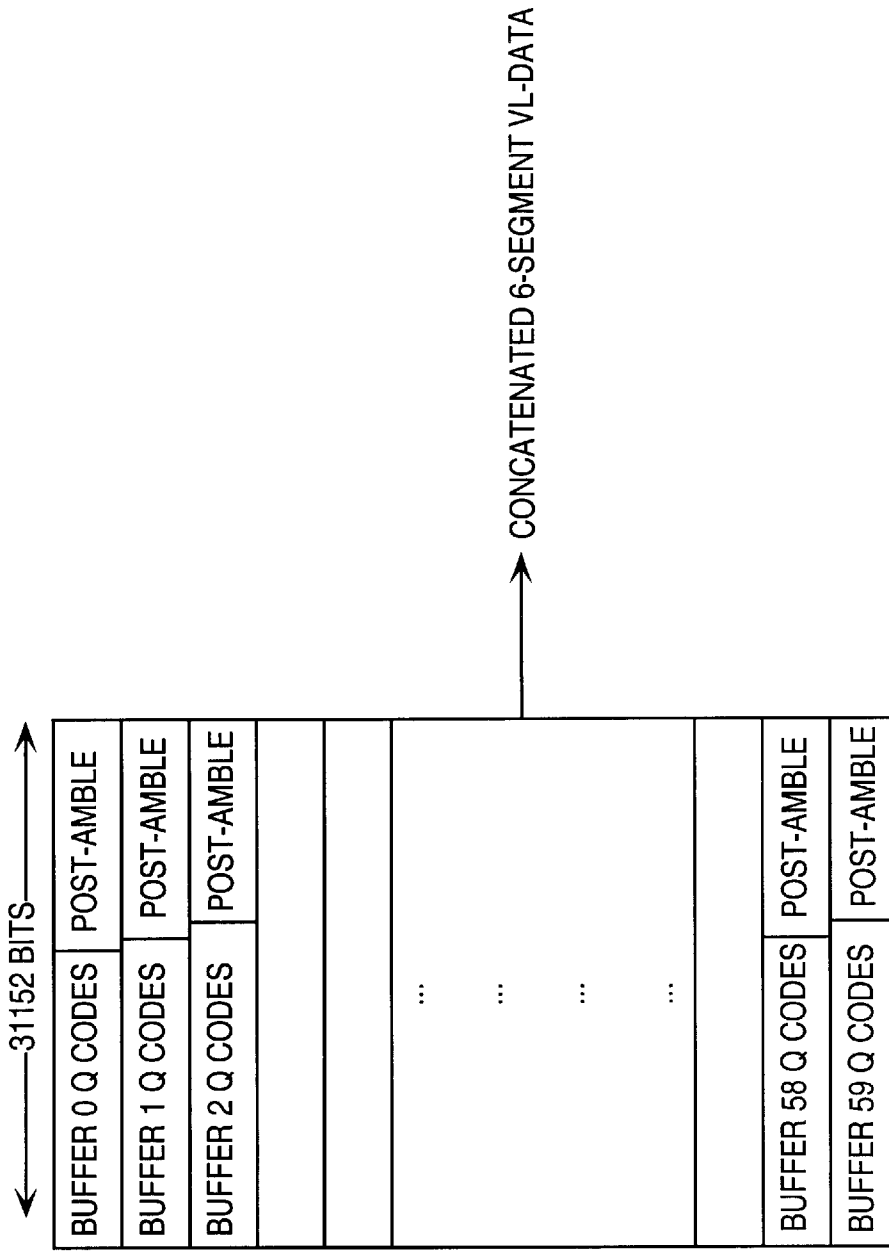 31152 BITS
BUFFER 0 Q CODES POST-AMBLE
BUFFER 1 Q CODES POST-AMBLE
BUFFER 2 Q CODES POST-AMBLE
...
...
...
...
BUFFER 58 Q CODES POST-AMBLE
BUFFER 59 Q CODES POST-AMBLE
CONCATENATED 6-SEGMENT VL-DATA